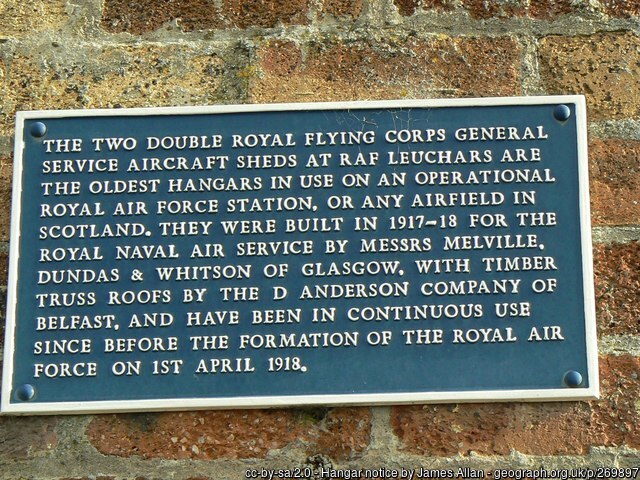 THE TWO DOUBLE ROYAL FLYING CORPS GENERAL
SERVICE AIRCRAFT SHEDS AT RAF LEUCHARS ARE
THE OLDEST HANGARS IN USE ON AN OPERATIONAL
ROYAL AIR FORCE STATION, OR ANY AIRFIELD IN
SCOTLAND. THEY WERE BUILT IN 1917-18 FOR THE
ROYAL NAVAL AIR SERVICE BY MESSRS MELVILLE,
DUNDAS & WHITSON OF GLASGOW, WITH TIMBER
TRUSS ROOFS BY THE D ANDERSON COMPANY OF
BELFAST, AND HAVE BEEN IN CONTINUOUS USE
SINCE BEFORE THE FORMATION OF THE ROYAL AIR
FORCE ON 1ST APRIL 1918.
cc-by-sa/2.0 - Hangar notice by James Allan - geograph.org.uk/p/269897